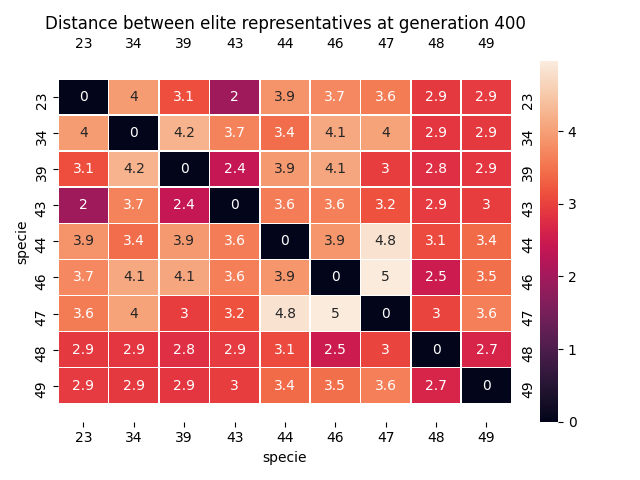 Distance between elite representatives at generation 400
23 34 39 43 44 46 47 48 49
23 0 4 3.1 2 3.9 3.7 3.6 2.9 2.9 23
34 4 0 4.2 3.7 3.4 4.1 4 2.9 2.9 34
39 3.1 4.2 0 2.4 3.9 4.1 3 2.8 2.9 39
43 2 3.7 2.4 0 3.6 3.6 3.2 2.9 3 43
44 3.9 3.4 3.9 3.6 0 3.9 4.8 3.1 3.4 44
46 3.7 4.1 4.1 3.6 3.9 0 5 2.5 3.5 46
47 3.6 4 3 3.2 4.8 5 0 3 3.6 47
48 2.9 2.9 2.8 2.9 3.1 2.5 3 0 2.7 48
49 2.9 2.9 2.9 3 3.4 3.5 3.6 2.7 0 49
23 34 39 43 44 46 47 48 49
specie
specie
4
3
2
1
0